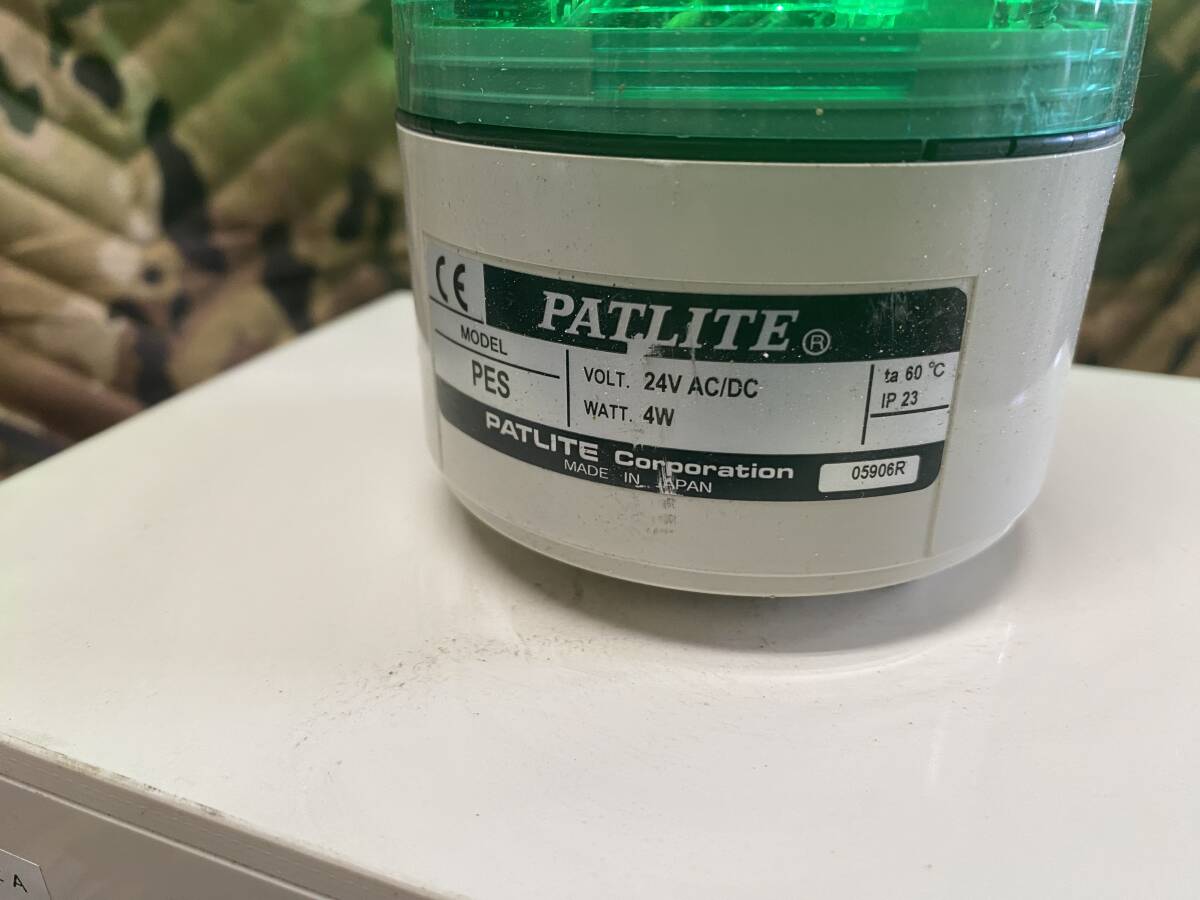 CE
PATLITE®
MODEL
PES
VOLT. 24V AC/DC
WATT. 4W
ta 60 °C
IP 23
PATLITE Corporation
MADE IN JAPAN
05906R
A